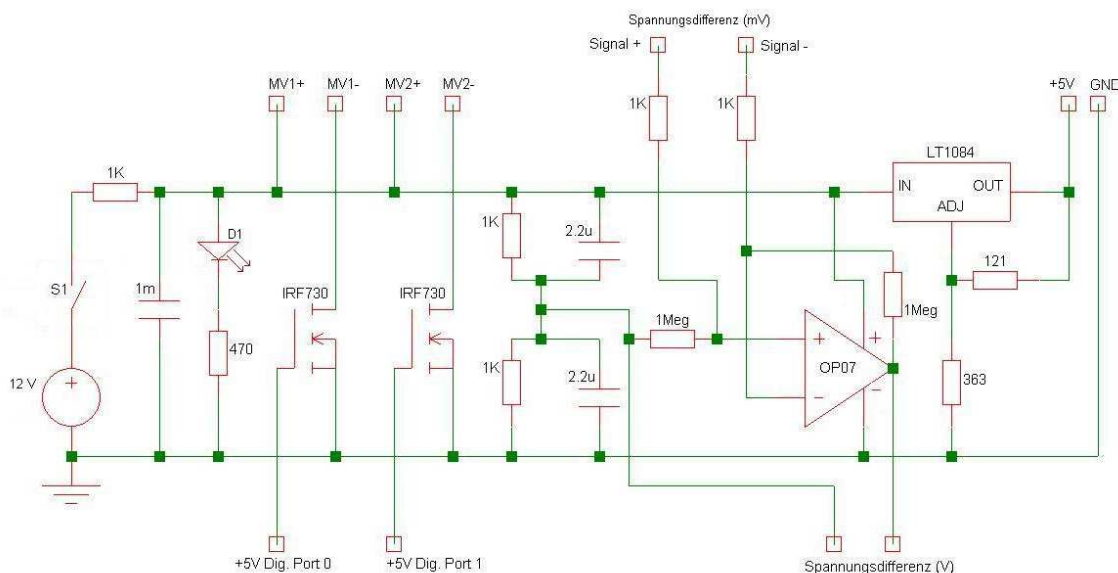 Spannungsdifferenz (mV)
Signal +
Signal -
MV1+
MV1-
MV2+
MV2-
+5V
GND
1K
1K
LT1084
IN
OUT
ADJ
1K
D1
1K
2.2u
121
S1
1m
IRF730
IRF730
1Meg
1Meg
470
+
+
OP07
-
-
12 V
+
1K
2.2u
363
+5V Dig. Port 0
+5V Dig. Port 1
Spannungsdifferenz (V)